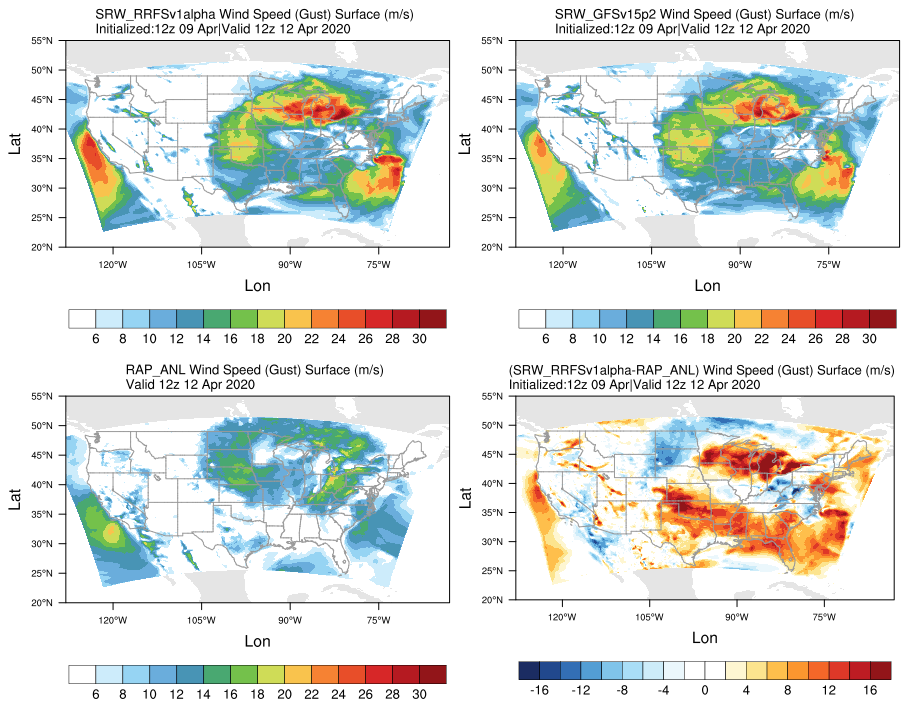 SRW_RRFSv1alpha Wind Speed (Gust) Surface (m/s)
Initialized:12z 09 Apr|Valid 12z 12 Apr 2020
55°N
50°N
45°N
40°N
35°N
30°N
25°N
20°N
Lat
120°W 105°W 90°W 75°W
Lon
6 8 10 12 14 16 18 20 22 24 26 28 30
SRW_GFSv15p2 Wind Speed (Gust) Surface (m/s)
Initialized:12z 09 Apr|Valid 12z 12 Apr 2020
55°N
50°N
45°N
40°N
35°N
30°N
25°N
20°N
Lat
120°W 105°W 90°W 75°W
Lon
6 8 10 12 14 16 18 20 22 24 26 28 30
RAP_ANL Wind Speed (Gust) Surface (m/s)
Valid 12z 12 Apr 2020
55°N
50°N
45°N
40°N
35°N
30°N
25°N
20°N
Lat
120°W 105°W 90°W 75°W
Lon
6 8 10 12 14 16 18 20 22 24 26 28 30
(SRW_RRFSv1alpha-RAP_ANL) Wind Speed (Gust) Surface (m/s)
Initialized:12z 09 Apr|Valid 12z 12 Apr 2020
55°N
50°N
45°N
40°N
35°N
30°N
25°N
20°N
Lat
120°W 105°W 90°W 75°W
Lon
-16 -12 -8 -4 0 4 8 12 16